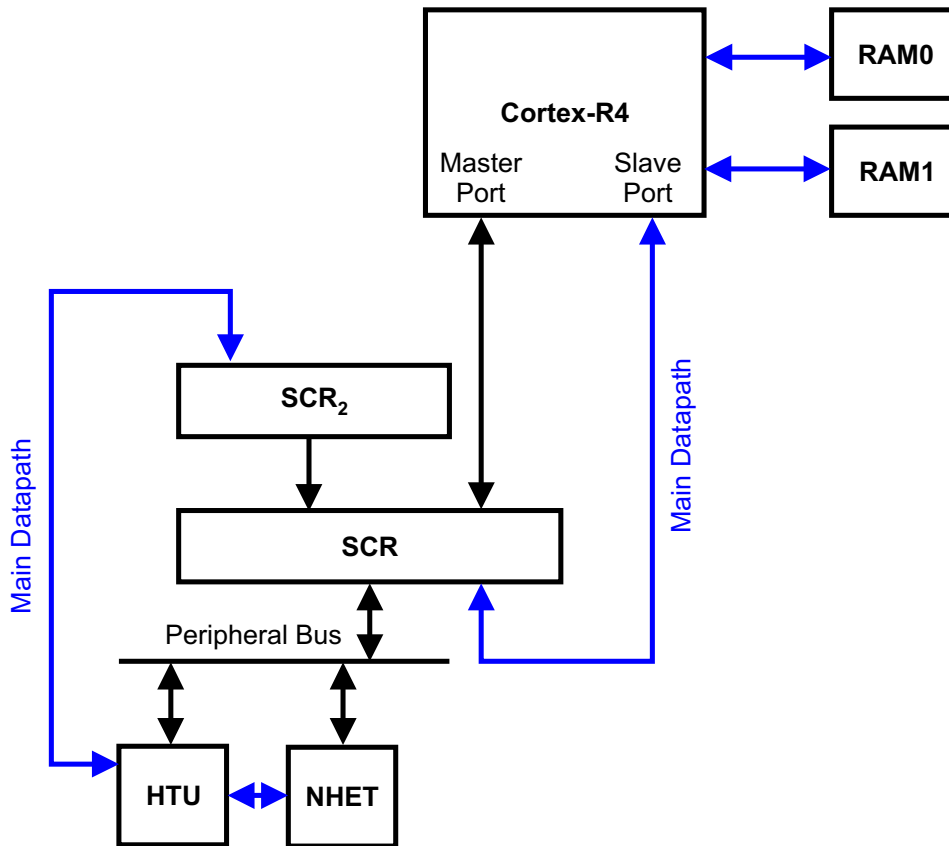 RAM0
Cortex-R4
Master
Port
Slave
Port
RAM1
SCR2
Main Datapath
Main Datapath
SCR
Peripheral Bus
HTU
NHET